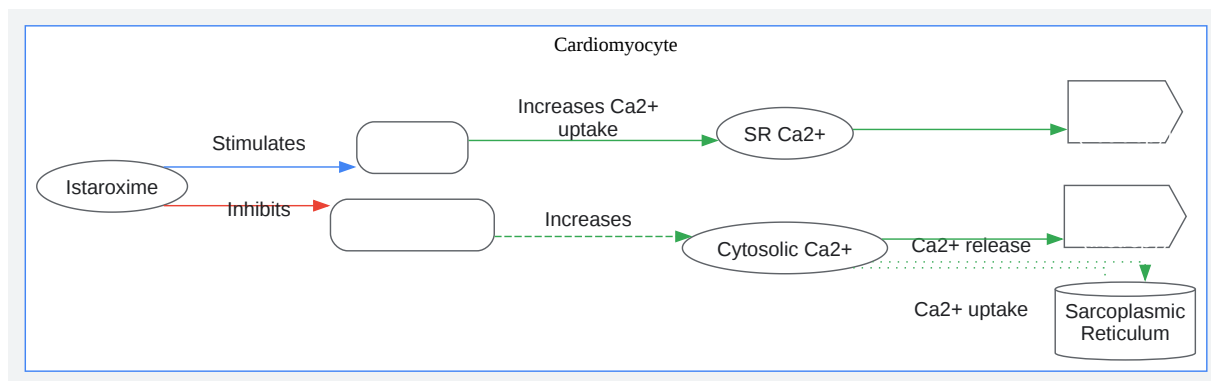 Cardiomyocyte
Increases Ca2+
uptake
Stimulates
SR Ca2+
Istaroxime
Inhibits
Increases
Cytosolic Ca2+
Ca2+ release
Ca2+ uptake
Sarcoplasmic
Reticulum